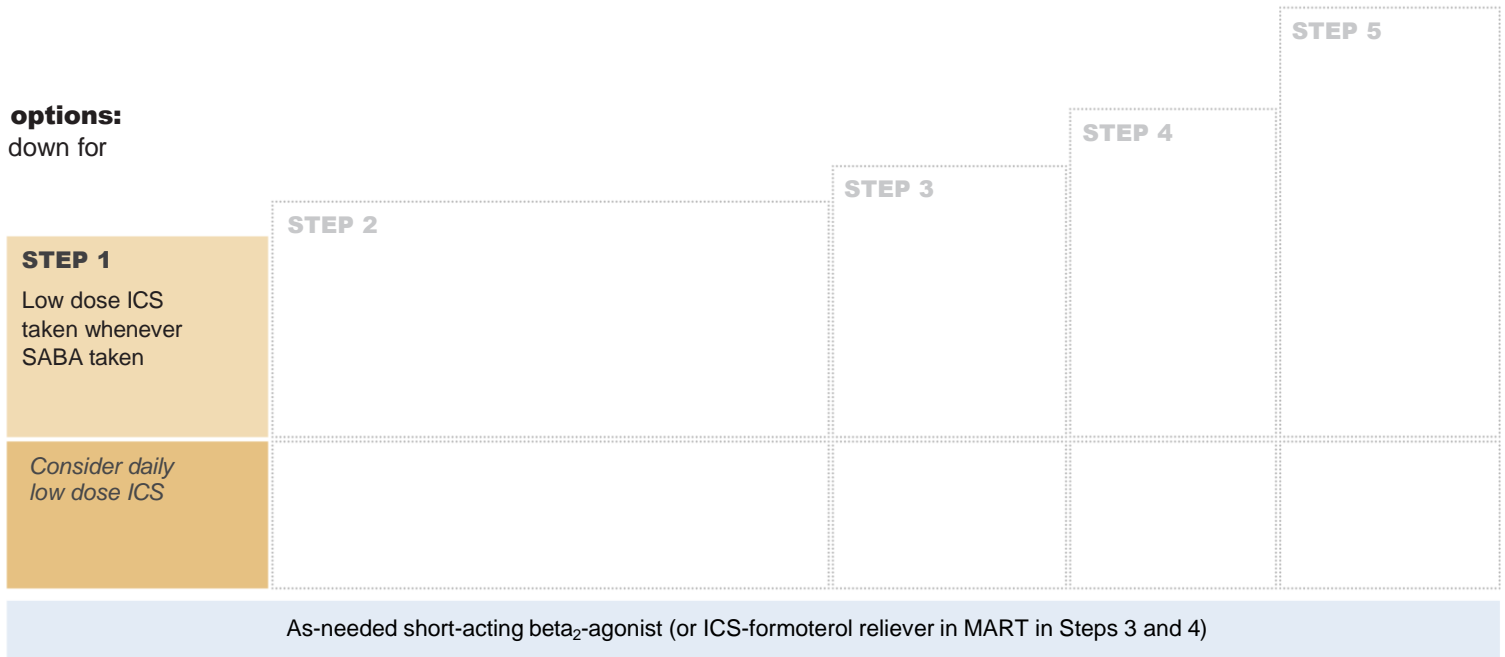 STEP 5
options:
down for
STEP 4
STEP 3
STEP 2
STEP 1
Low dose ICS
taken whenever
SABA taken
Consider daily
low dose ICS
As-needed short-acting beta₂-agonist (or ICS-formoterol reliever in MART in Steps 3 and 4)